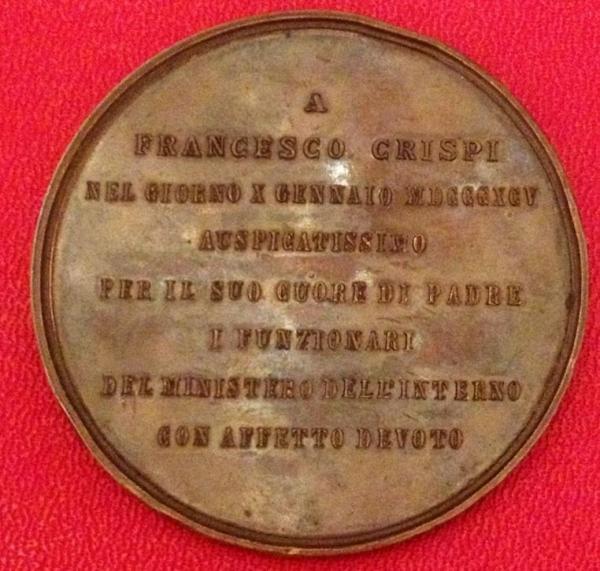 A
FRANCESCO CRISPI
NEL GIORNO X GENNAIO MDCCCXCV
AUSPICATISSIMO
PER IL SUO CUORE DI PADRE
I FUNZIONARI
DEL MINISTERO DELL'INTERNO
CON AFFETTO DEVOTO